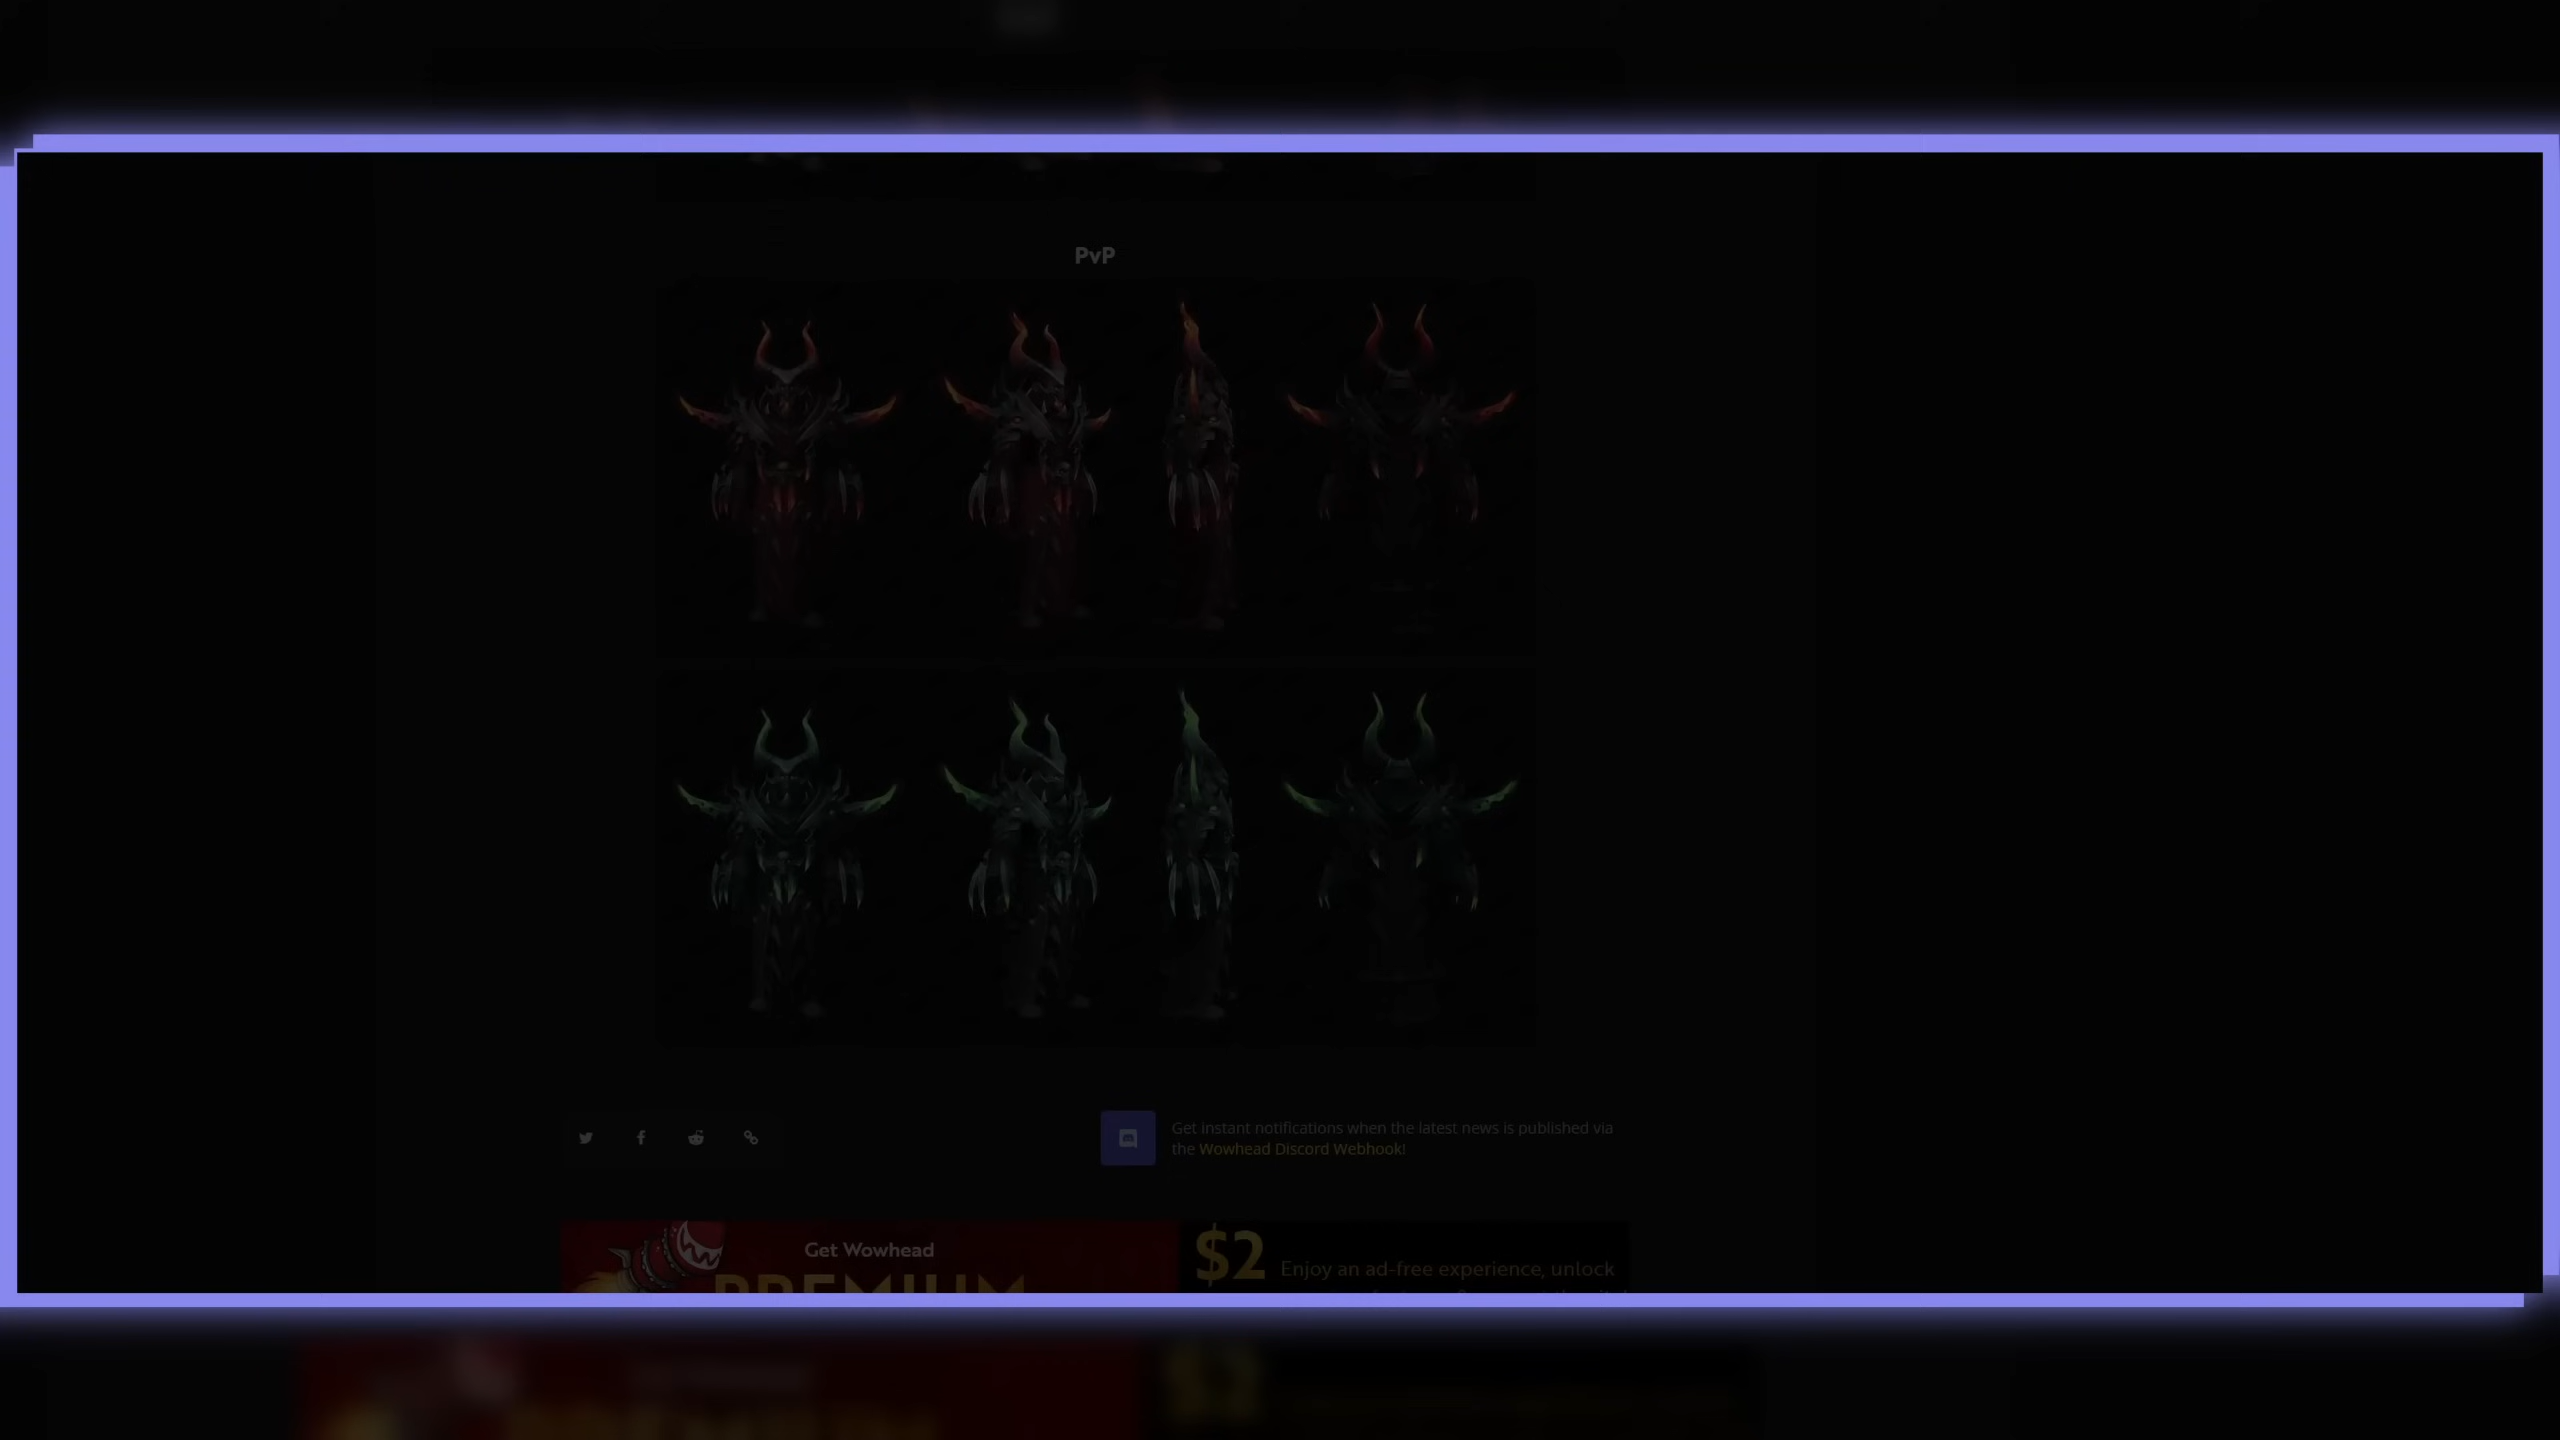 PvP
Get instant notifications when the latest news is published via
the Wowhead Discord Webhook!
Get Wowhead
PREMIUM
$2
Enjoy an ad-free experience, unlock